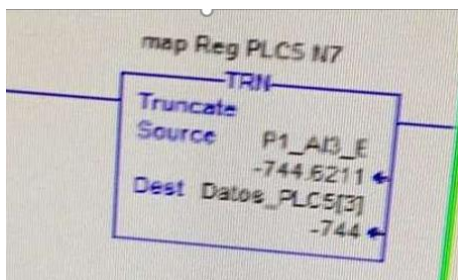 map Reg PLC5 N7
TRN
Truncate
Source P1_AI3_E
-744.6211
Dest Datos_PLC5[3]
-744